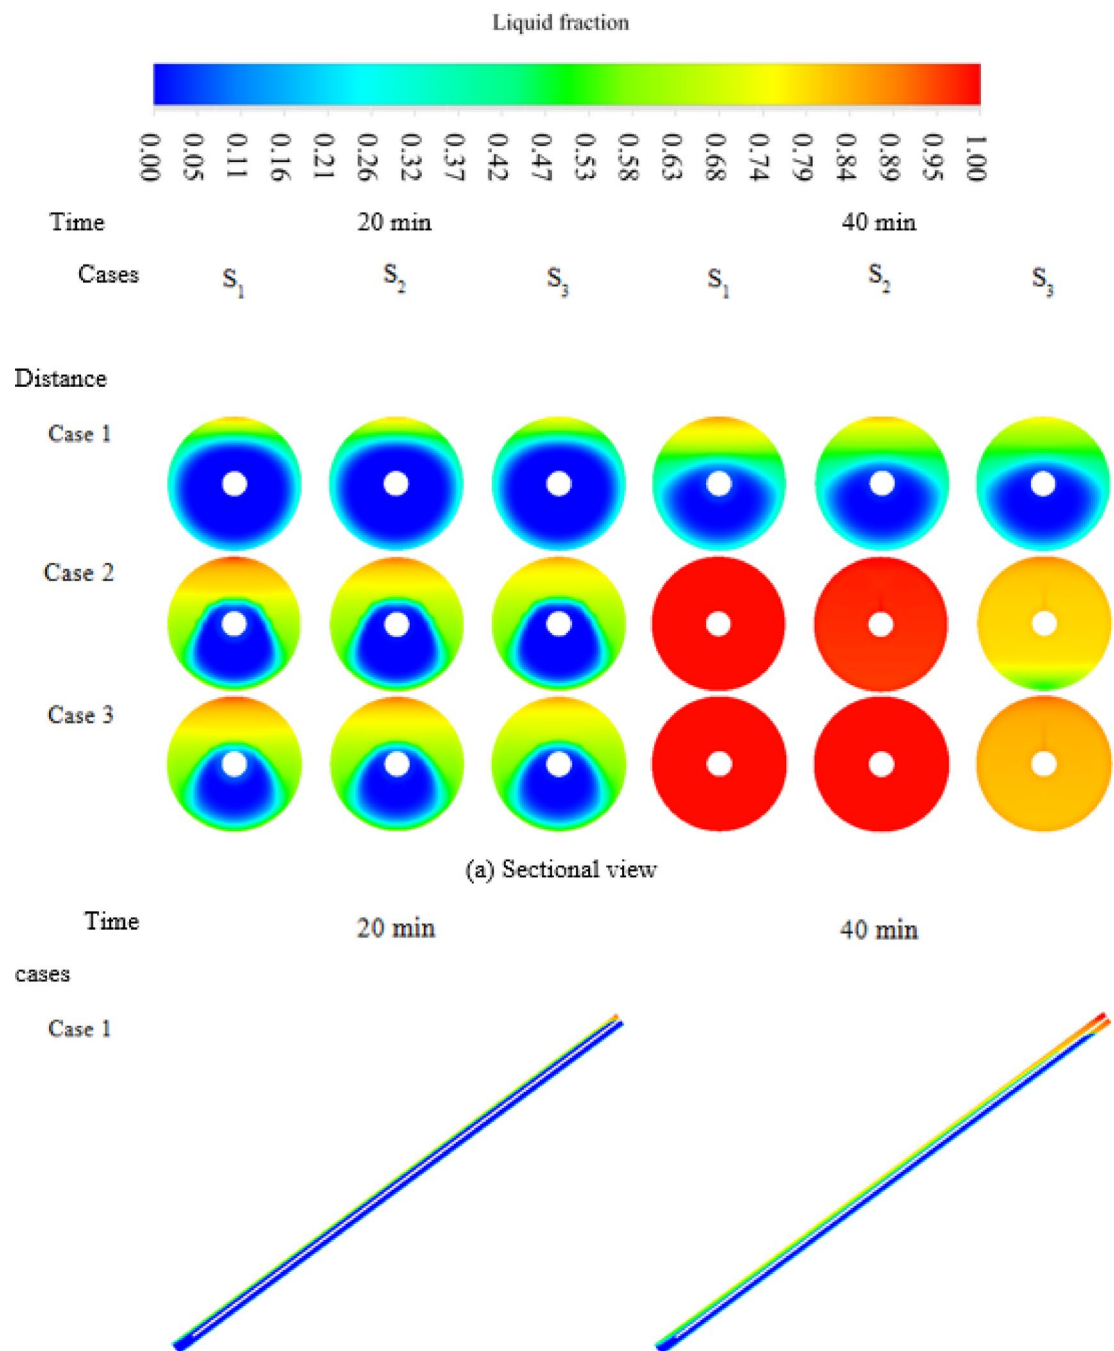 Liquid fraction
0.00 0.05 0.11 0.16 0.21 0.26 0.32 0.37 0.42 0.47 0.53 0.58 0.63 0.68 0.74 0.79 0.84 0.89 0.95 1.00
Time 20 min 40 min
Cases S1 S2 S3 S1 S2 S3
Distance
Case 1
Case 2
Case 3
(a) Sectional view
Time 20 min 40 min
cases
Case 1